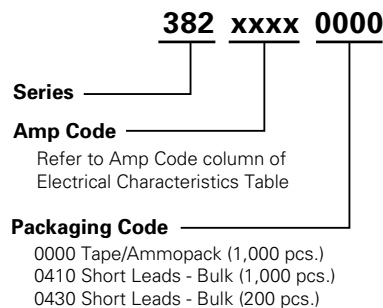 382 xxxx 0000
Series
Amp Code
Refer to Amp Code column of
Electrical Characteristics Table
Packaging Code
0000 Tape/Ammopack (1,000 pcs.)
0410 Short Leads - Bulk (1,000 pcs.)
0430 Short Leads - Bulk (200 pcs.)